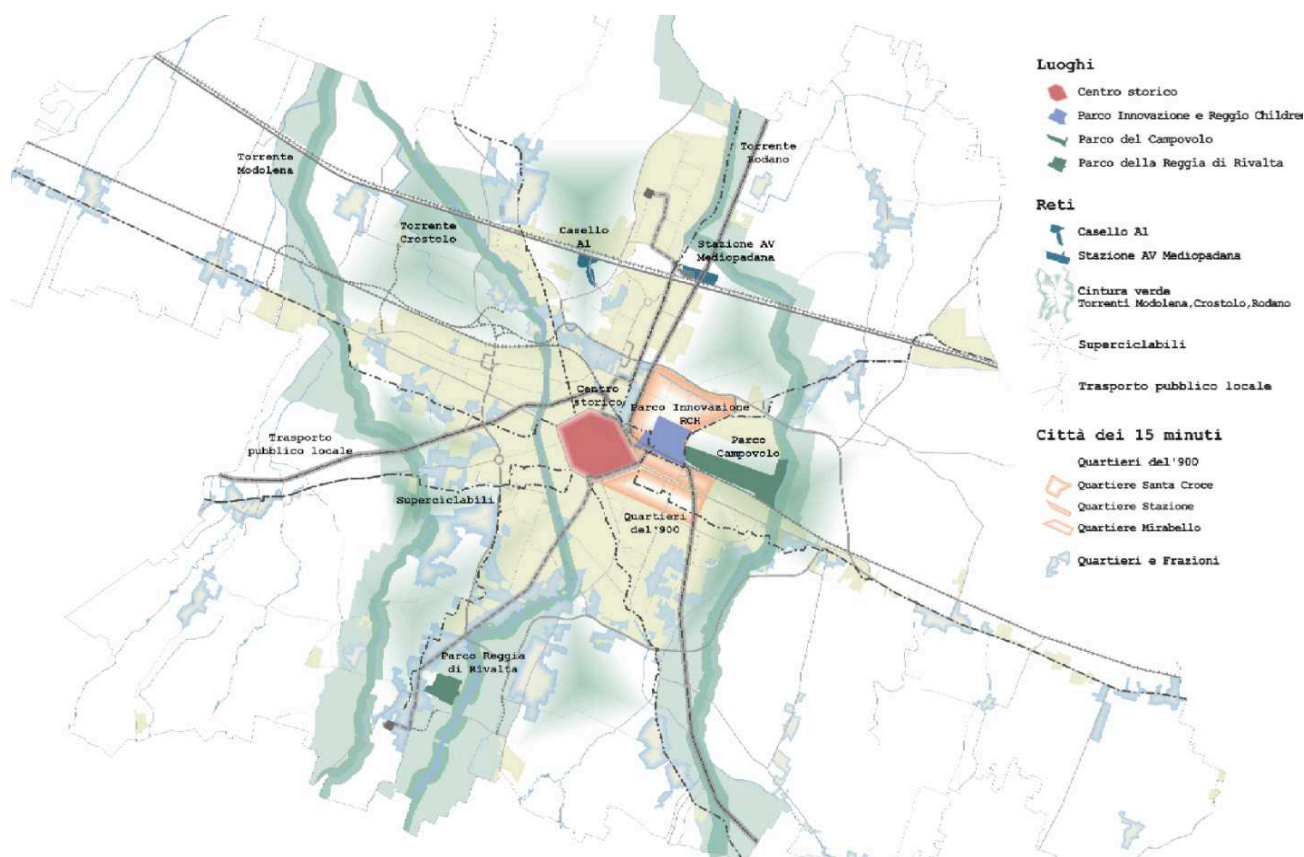 Torrente
Modolena
Torrente
Crostolo
Casello
A1
Torrente
Rodano
Stazione AV
Mediopadana
Centro
storico
Parco Innovazione
RCH
Parco
Campovolo
Trasporto
pubblico locale
Superciclabili
Quartieri
del'900
Parco Reggia
di Rivalta
Luoghi
Centro storico
Parco Innovazione e Reggio Children
Parco del Campovolo
Parco della Reggia di Rivalta
Reti
Casello A1
Stazione AV Mediopadana
Cintura verde
Torrenti Modolena,Crostolo,Rodano
Superciclabili
Trasporto pubblico locale
Città dei 15 minuti
Quartieri del'900
Quartiere Santa Croce
Quartiere Stazione
Quartiere Mirabello
Quartieri e Frazioni